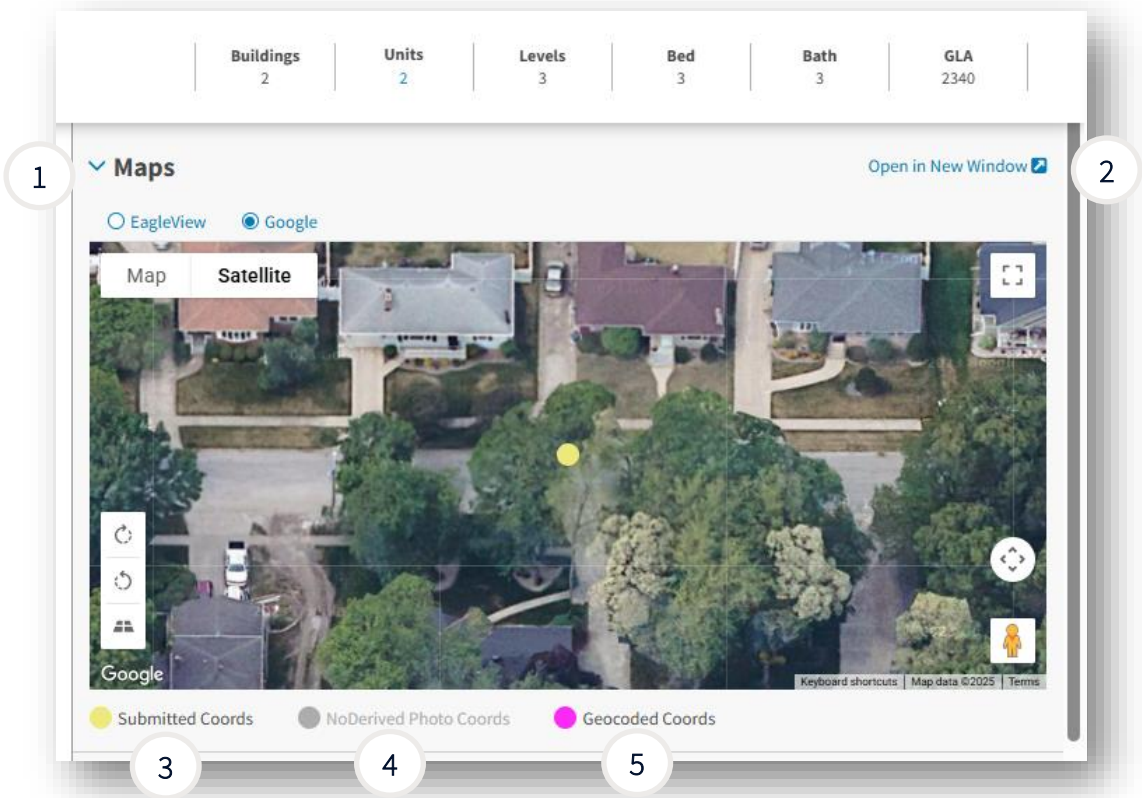 Buildings Units Levels Bed Bath GLA
2 2 3 3 3 2340
1 Maps Open in New Window 2
EagleView Google
Map Satellite
Google
Keyboard shortcuts Map data ©2025 Terms
Submitted Coords NoDerived Photo Coords Geocoded Coords
3 4 5